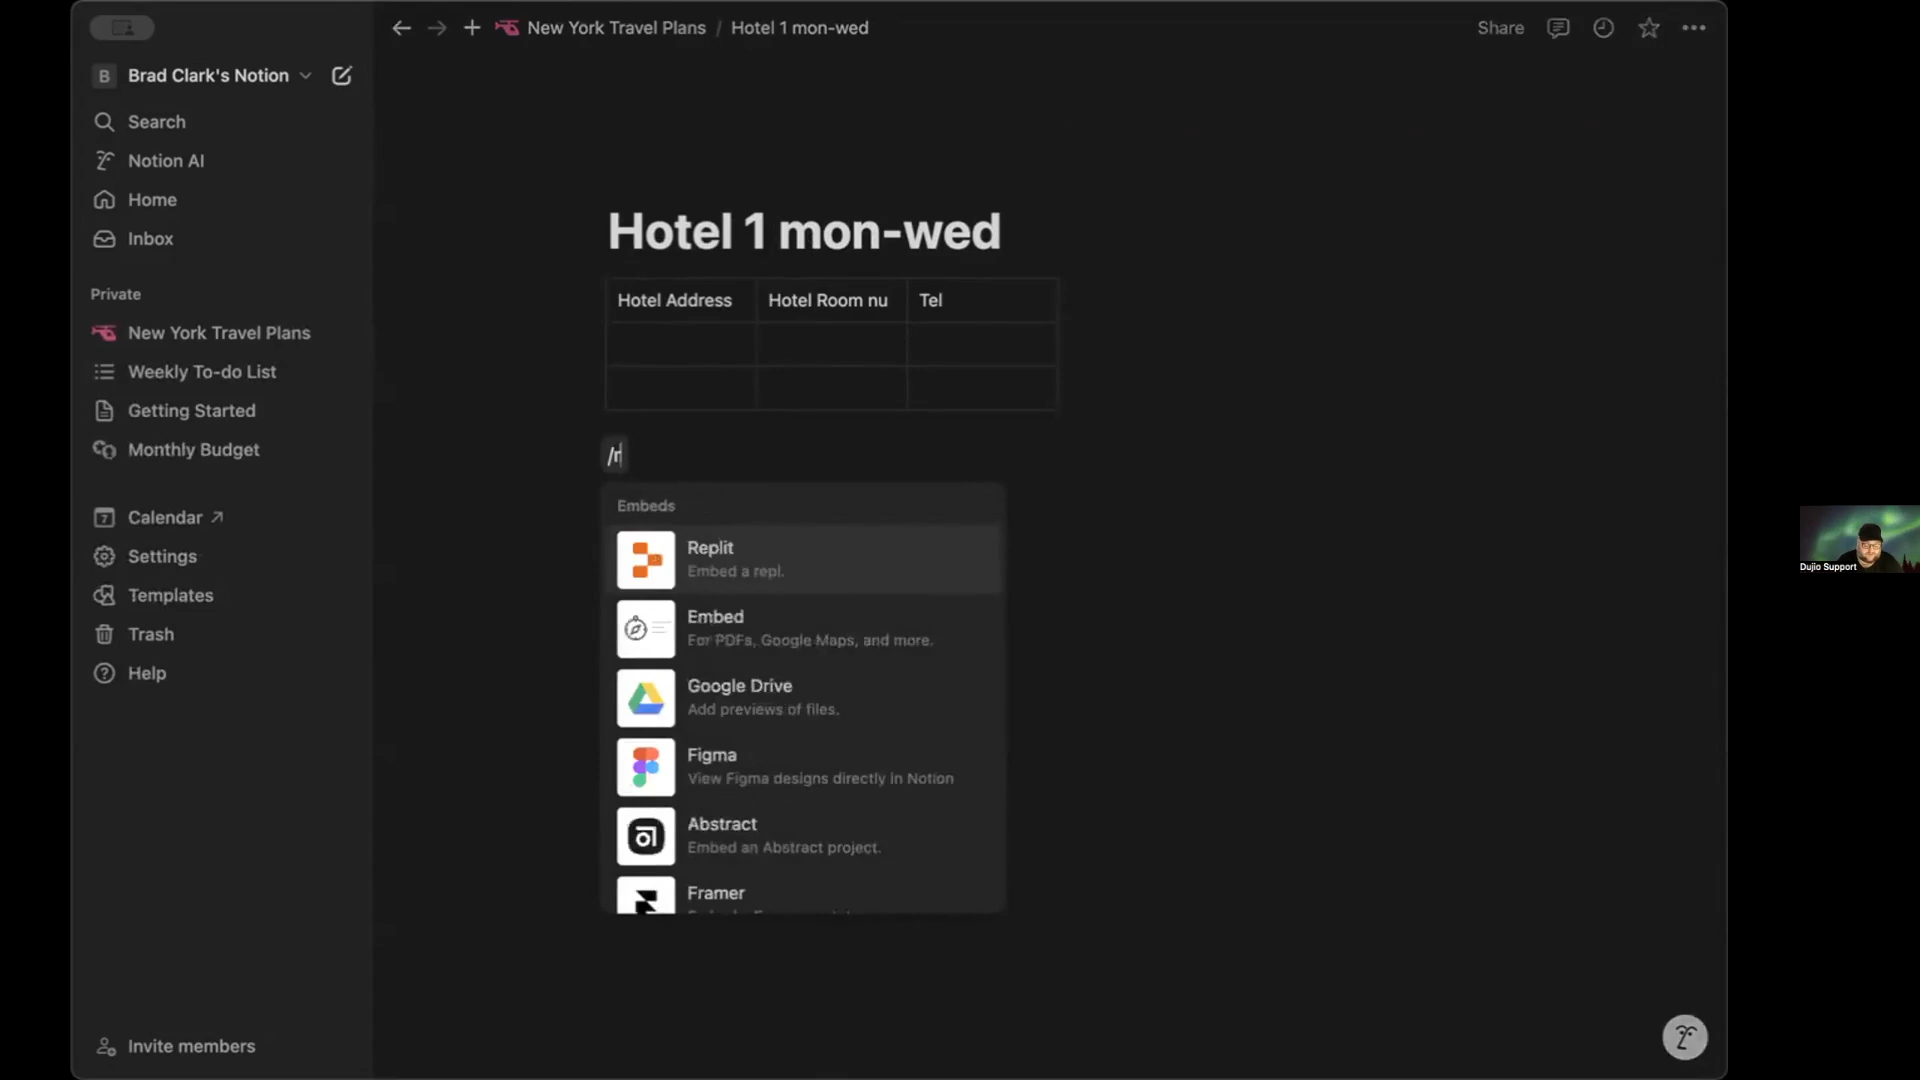 New York Travel Plans / Hotel 1 mon-wed
Share
B Brad Clark's Notion
Search
Notion AI
Home
Inbox
Private
New York Travel Plans
Weekly To-do List
Getting Started
Monthly Budget
7 Calendar ↗
Settings
Templates
Trash
Help
Invite members
Hotel 1 mon-wed
Hotel Address Hotel Room nu Tel
/r
Embeds
Replit
Embed a repl.
Embed
For PDFs, Google Maps, and more.
Google Drive
Add previews of files.
Figma
View Figma designs directly in Notion
Abstract
Embed an Abstract project.
Framer
Dujio Support